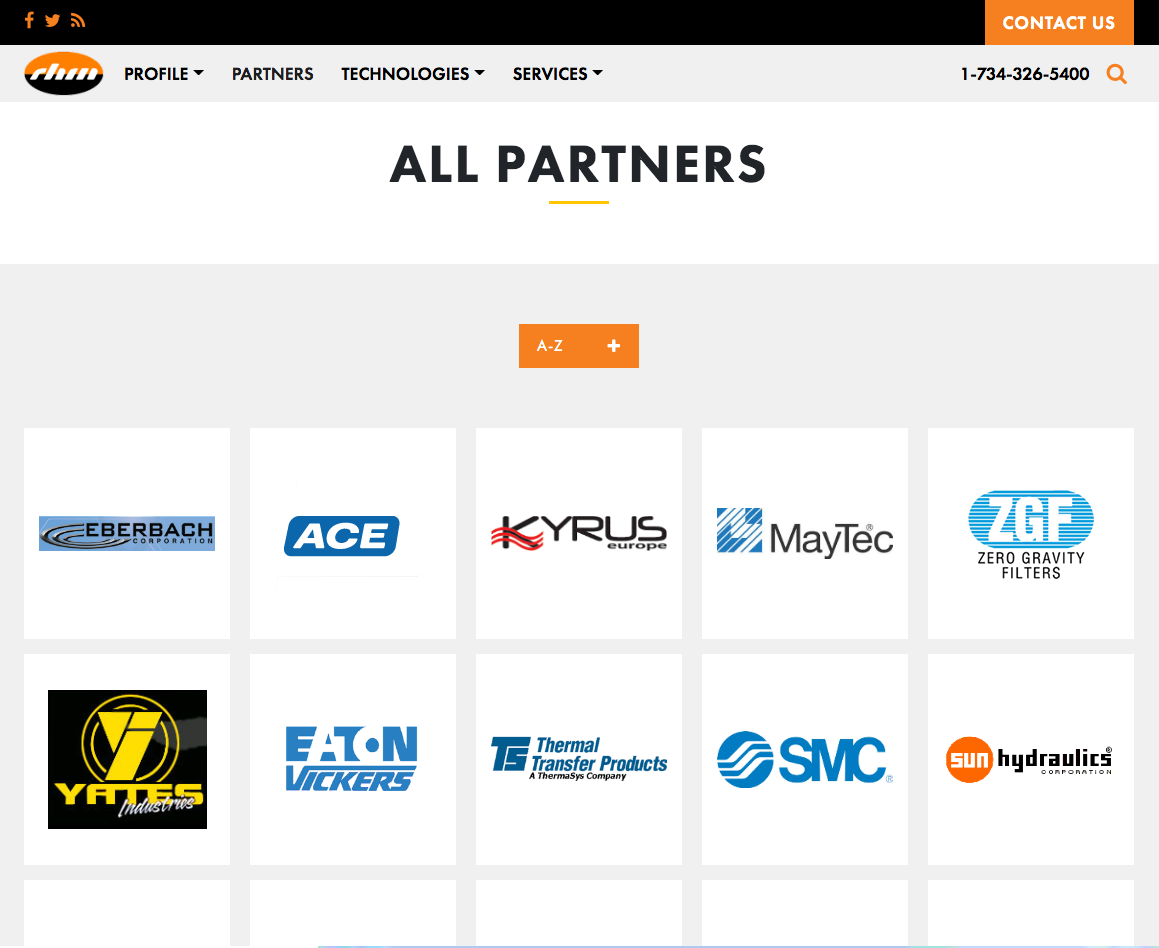 CONTACT US
rhm
PROFILE
PARTNERS
TECHNOLOGIES
SERVICES
1-734-326-5400
ALL PARTNERS
A-Z +
EBERBACH
CORPORATION
ACE
KYRUS
europe
MayTec®
ZGF
ZERO GRAVITY
FILTERS
YATES
Industries
EATON
VICKERS
TTS Thermal
Transfer Products
A ThermaSys Company
SMC®
sun hydraulics®
CORPORATION